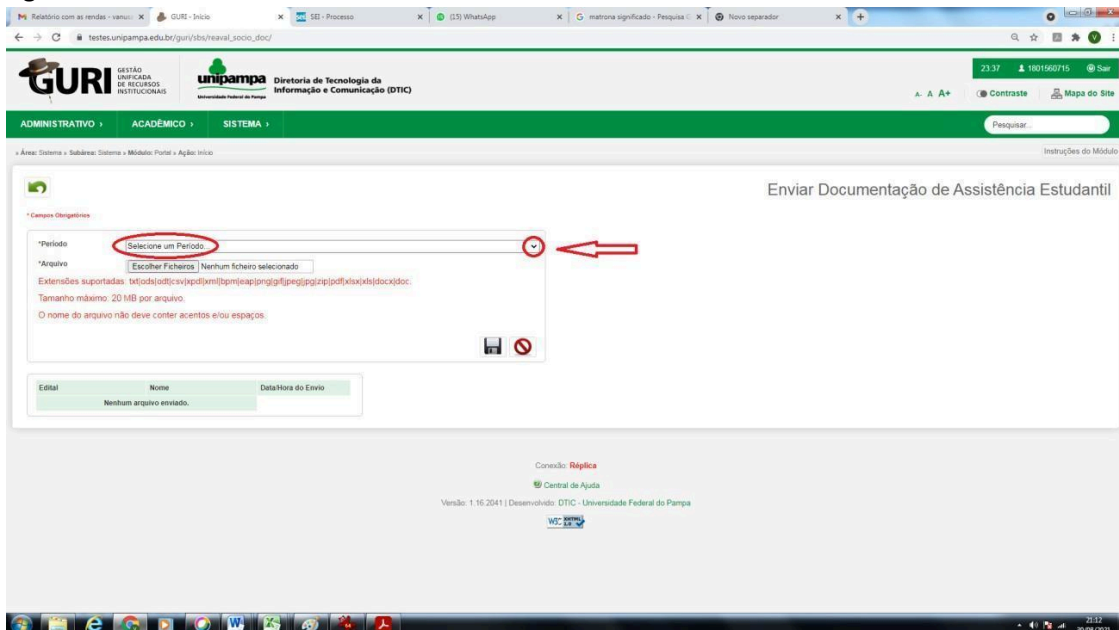 Relatório com as rendas - vanus
GURI - Início
SEI - Processo
(15) WhatsApp
matrona significado - Pesquisa
Novo separador
testes.unipampa.edu.br/guri/sbs/reaval_socio_doc/
GURI
GESTÃO
UNIFICADA
DE RECURSOS
INSTITUCIONAIS
unipampa
Universidade Federal do Pampa
Diretoria de Tecnologia da
Informação e Comunicação (DTIC)
23:37 1801560715 Sair
A- A A+ Contraste Mapa do Site
ADMINISTRATIVO › ACADÊMICO › SISTEMA ›
Pesquisar...
» Área: Sistema » Subárea: Sistema » Módulo: Portal » Ação: Início
Instruções do Módulo
Enviar Documentação de Assistência Estudantil
* Campos Obrigatórios
*Período Selecione um Período...
*Arquivo Escolher Ficheiros Nenhum ficheiro selecionado
Extensões suportadas: txt|ods|odt|csv|xpdl|xml|bpm|eap|png|gif|jpeg|jpg|zip|pdf|xlsx|xls|docx|doc.
Tamanho máximo: 20 MB por arquivo.
O nome do arquivo não deve conter acentos e/ou espaços.
Edital Nome Data/Hora do Envio
Nenhum arquivo enviado.
Conexão: Réplica
Central de Ajuda
Versão: 1.16.2041 | Desenvolvido: DTIC - Universidade Federal do Pampa
W3C XHTML 1.0
21:12